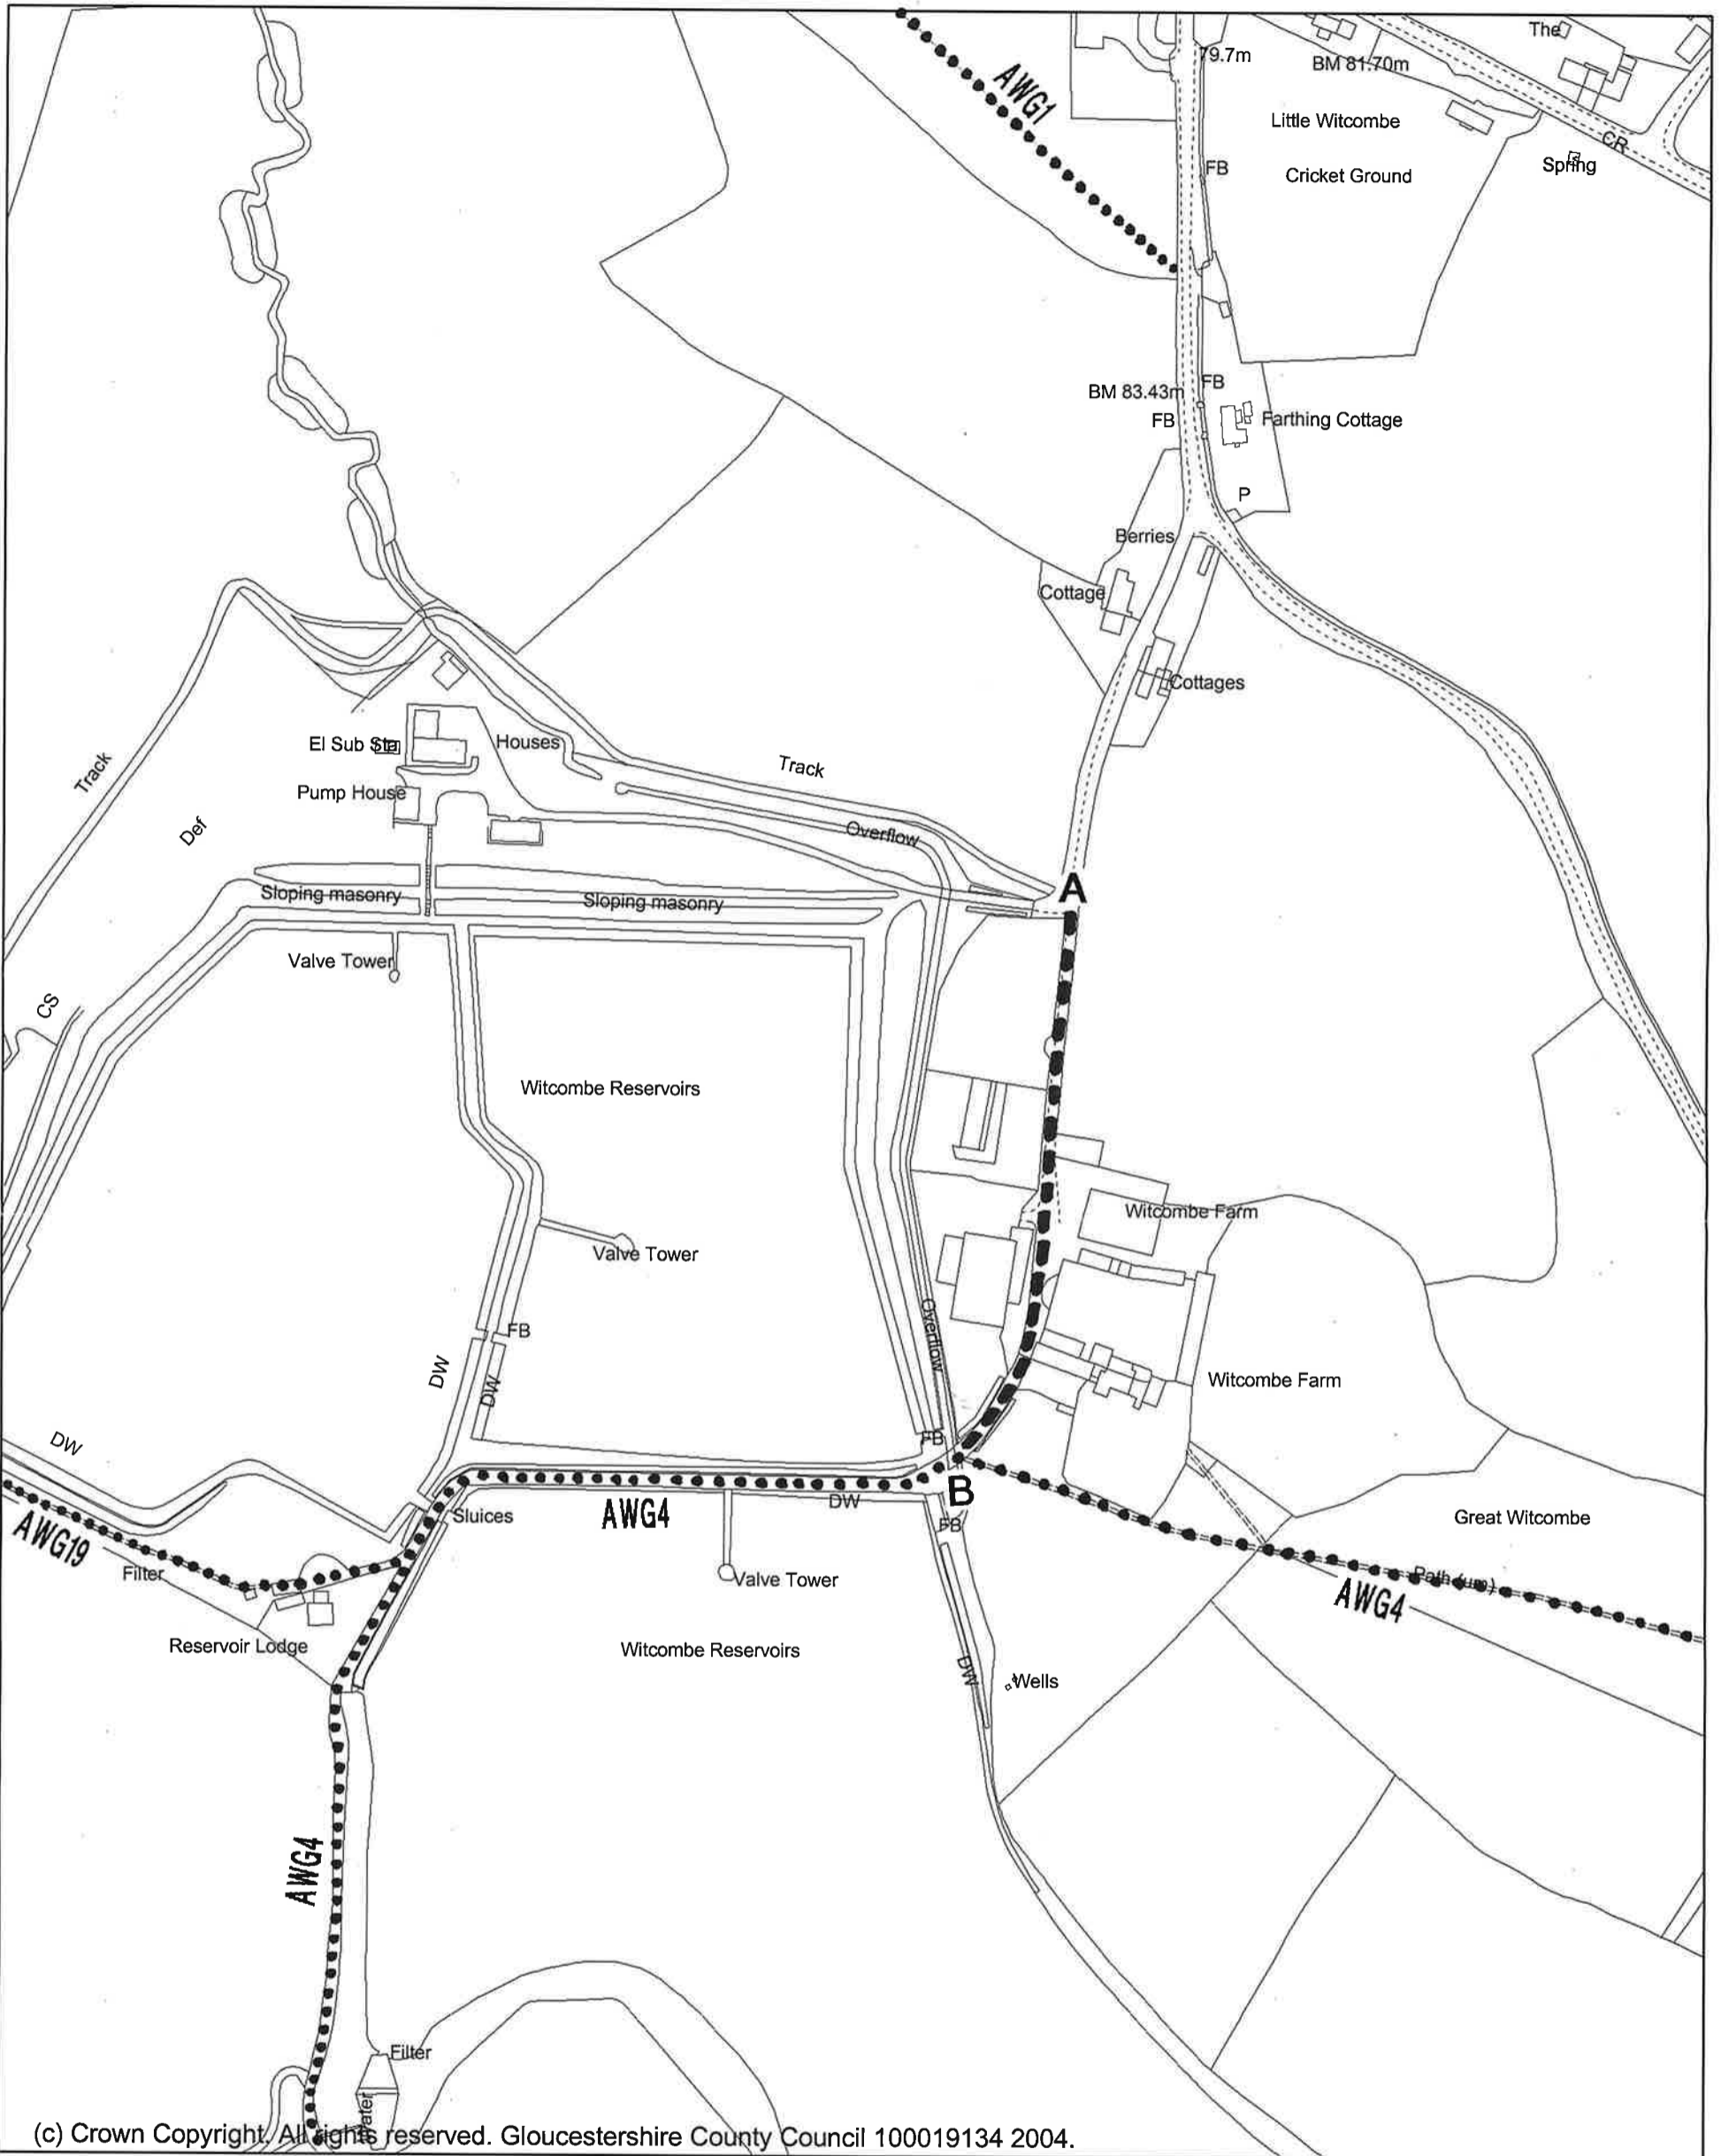 The
79.7m
BM 81.70m
AWG1
Little Witcombe
CR
FB
Cricket Ground
Spring
BM 83.43m
FB
FB
Farthing Cottage
P
Berries
Cottage
Cottages
El Sub Sta
Houses
Track
Track
Pump House
Def
Overflow
A
Sloping masonry
Sloping masonry
Valve Tower
CS
Witcombe Reservoirs
Witcombe Farm
Valve Tower
Overflow
FB
DW
DW
Witcombe Farm
DW
FB
B
AWG19
Sluices
AWG4
DW
FB
Great Witcombe
Filter
Valve Tower
Path (um)
AWG4
Reservoir Lodge
Witcombe Reservoirs
DW
Wells
AWG4
Filter
Water
(c) Crown Copyright. All rights reserved. Gloucestershire County Council 100019134 2004.